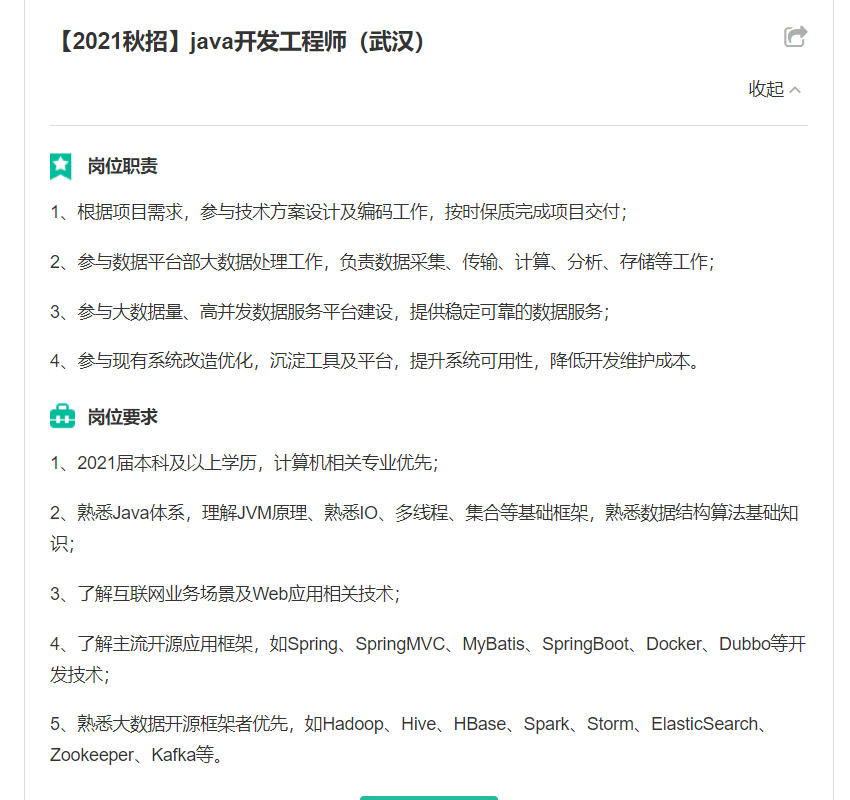 【2021秋招】java开发工程师（武汉）
收起
岗位职责
1、根据项目需求，参与技术方案设计及编码工作，按时保质完成项目交付；
2、参与数据平台部大数据处理工作，负责数据采集、传输、计算、分析、存储等工作；
3、参与大数据量、高并发数据服务平台建设，提供稳定可靠的数据服务；
4、参与现有系统改造优化，沉淀工具及平台，提升系统可用性，降低开发维护成本。
岗位要求
1、2021届本科及以上学历，计算机相关专业优先；
2、熟悉Java体系，理解JVM原理、熟悉IO、多线程、集合等基础框架，熟悉数据结构算法基础知
识；
3、了解互联网业务场景及Web应用相关技术；
4、了解主流开源应用框架，如Spring、SpringMVC、MyBatis、SpringBoot、Docker、Dubbo等开
发技术；
5、熟悉大数据开源框架者优先，如Hadoop、Hive、HBase、Spark、Storm、ElasticSearch、
Zookeeper、Kafka等。